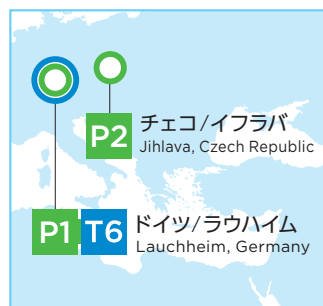 P2
チェコ/イフラバ
Jihlava, Czech Republic
P1 T6
ドイツ/ラウハイム
Lauchheim, Germany